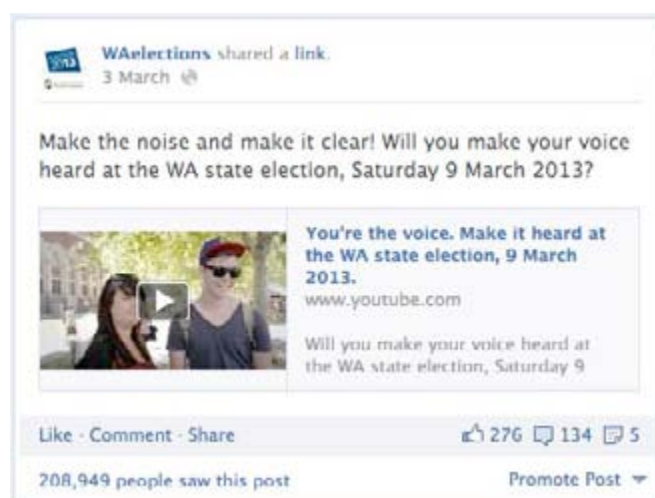 WAelections shared a link.
3 March
Make the noise and make it clear! Will you make your voice
heard at the WA state election, Saturday 9 March 2013?
You're the voice. Make it heard at
the WA state election, 9 March
2013.
www.youtube.com
Will you make your voice heard at
the WA state election, Saturday 9
Like · Comment · Share
276 134 5
208,949 people saw this post
Promote Post